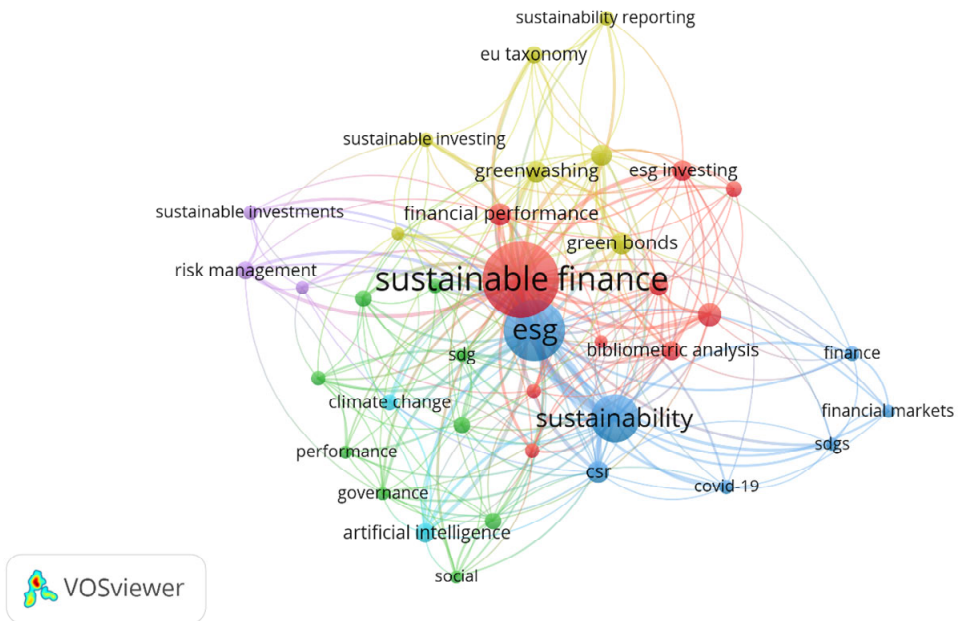 sustainability reporting
eu taxonomy
sustainable investing
greenwashing
esg investing
sustainable investments
financial performance
green bonds
risk management
sustainable finance
esg
sdg
bibliometric analysis
finance
climate change
sustainability
financial markets
performance
sdgs
csr
covid-19
governance
artificial intelligence
social
VOSviewer